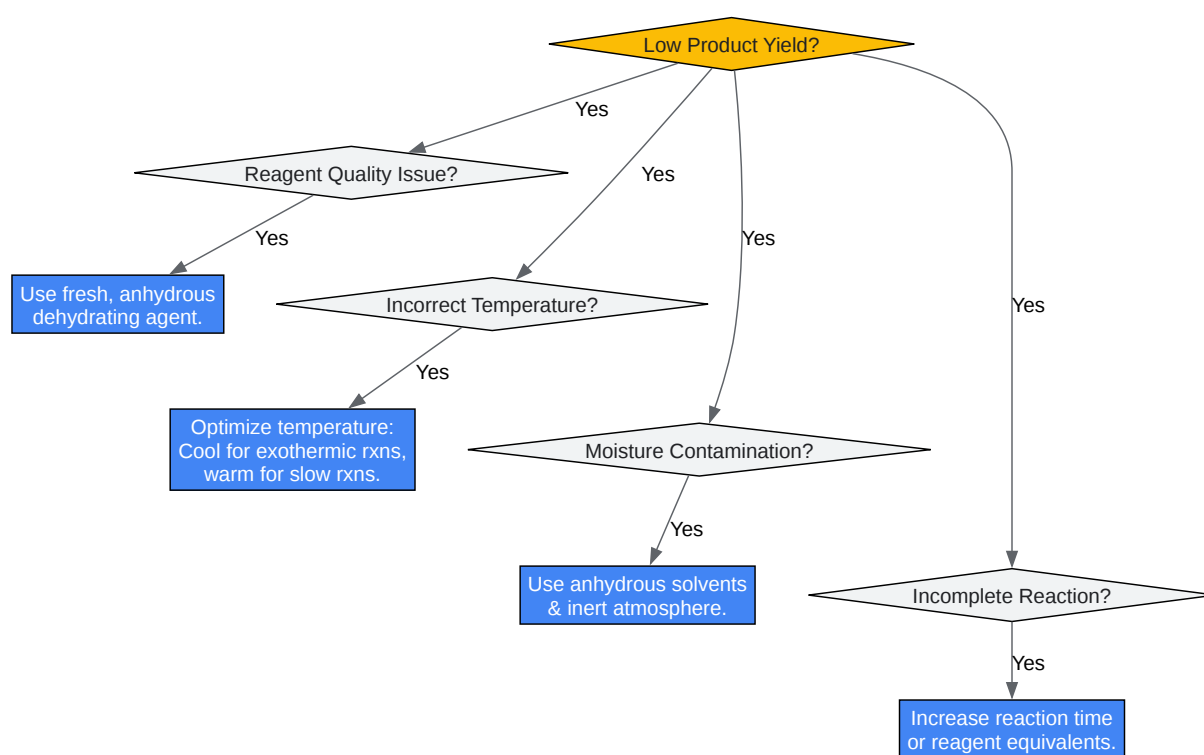 Low Product Yield?
Yes
Reagent Quality Issue?
Yes
Yes
Yes
Use fresh, anhydrous
dehydrating agent.
Incorrect Temperature?
Yes
Yes
Optimize temperature:
Cool for exothermic rxns,
warm for slow rxns.
Moisture Contamination?
Yes
Use anhydrous solvents
& inert atmosphere.
Incomplete Reaction?
Yes
Increase reaction time
or reagent equivalents.